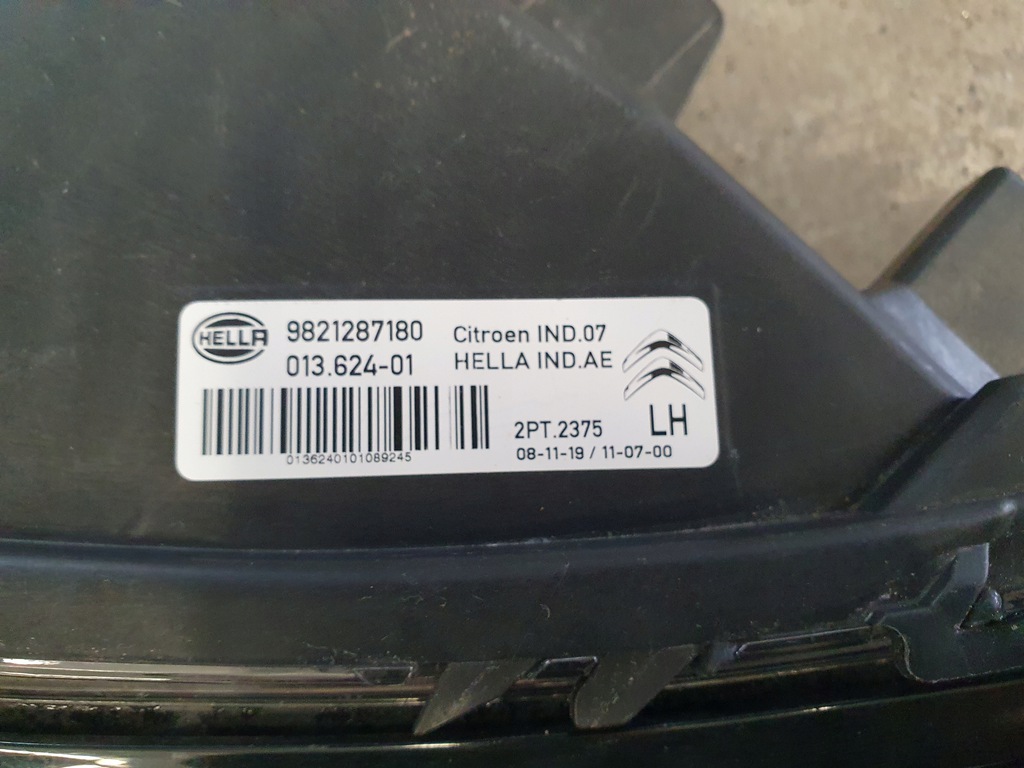 HELLA
9821287180
013.624-01
Citroen IND.07
HELLA IND.AE
0136240101089245
2PT.2375
LH
08-11-19 / 11-07-00